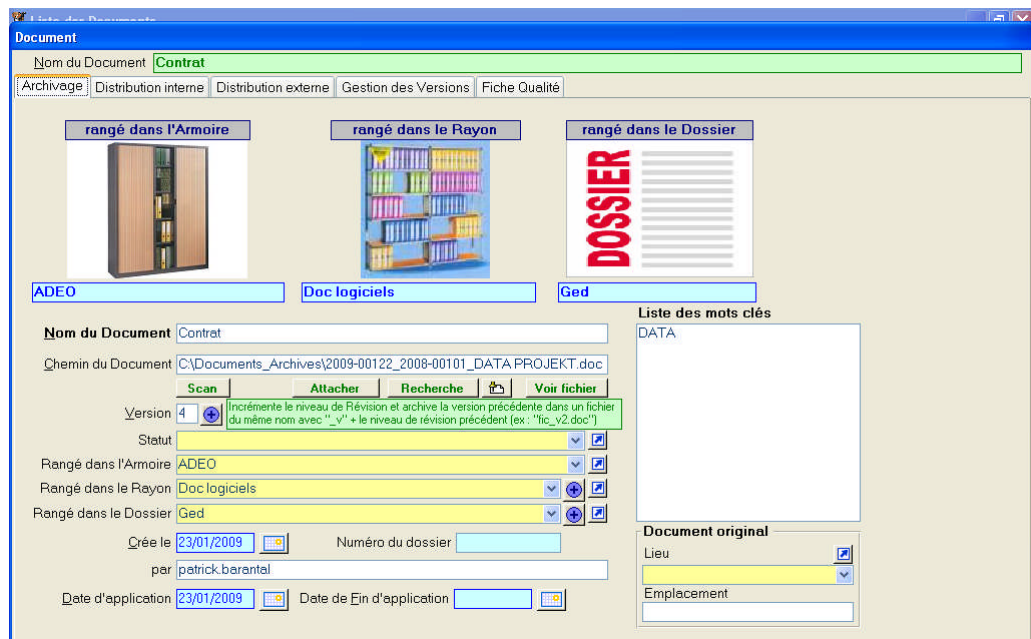 Liste des Documents
Document
Nom du Document Contrat
Archivage Distribution interne Distribution externe Gestion des Versions Fiche Qualité
rangé dans l'Armoire rangé dans le Rayon rangé dans le Dossier
DOSSIER
ADEO Doc logiciels Ged
Liste des mots clés
Nom du Document Contrat DATA
Chemin du Document C:\Documents_Archives\2009-00122_2008-00101_DATA PROJEKT.doc
Scan Attacher Recherche Voir fichier
Version 4 Incrémente le niveau de Révision et archive la version précédente dans un fichier
du même nom avec "_v" + le niveau de révision précédent (ex : "fic_v2.doc")
Statut
Rangé dans l'Armoire ADEO
Rangé dans le Rayon Doc logiciels
Rangé dans le Dossier Ged
Document original
Crée le 23/01/2009 Numéro du dossier
Lieu
par patrick.barantal
Emplacement
Date d'application 23/01/2009 Date de Fin d'application